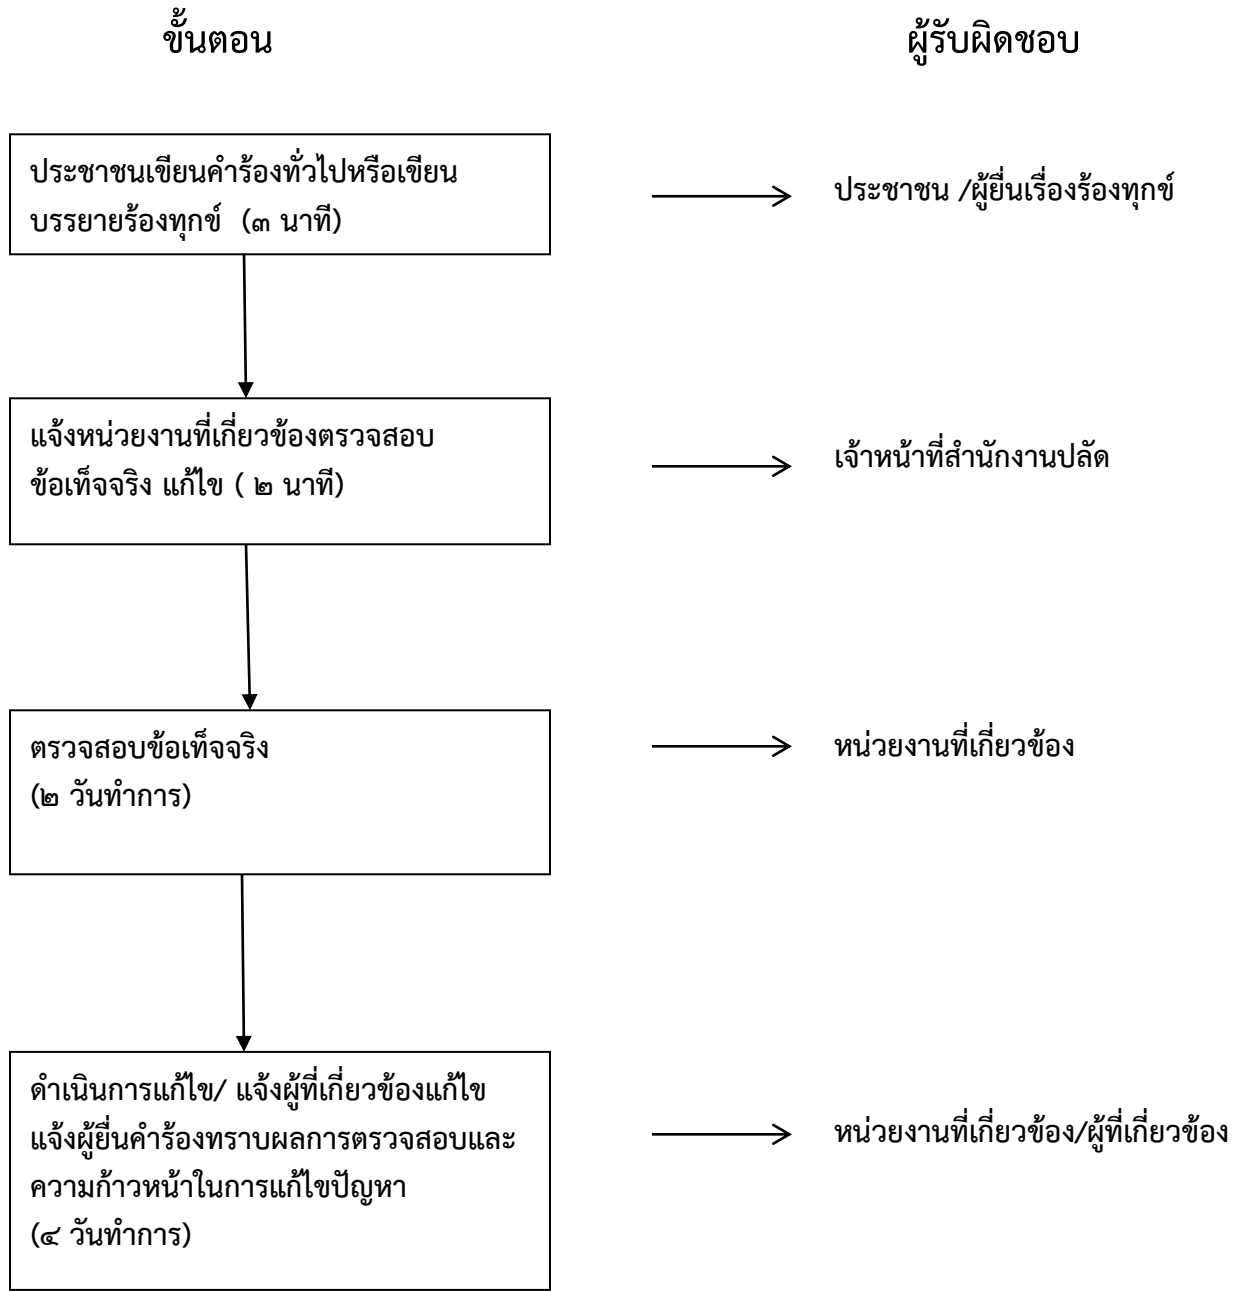 ขั้นตอน
ผู้รับผิดชอบ
ประชาชนเขียนคำร้องทั่วไปหรือเขียน
บรรยายร้องทุกข์ (๓ นาที)
ประชาชน /ผู้ยื่นเรื่องร้องทุกข์
แจ้งหน่วยงานที่เกี่ยวข้องตรวจสอบ
ข้อเท็จจริง แก้ไข ( ๒ นาที)
เจ้าหน้าที่สำนักงานปลัด
ตรวจสอบข้อเท็จจริง
(๒ วันทำการ)
หน่วยงานที่เกี่ยวข้อง
ดำเนินการแก้ไข/ แจ้งผู้ที่เกี่ยวข้องแก้ไข
แจ้งผู้ยื่นคำร้องทราบผลการตรวจสอบและ
ความก้าวหน้าในการแก้ไขปัญหา
(๔ วันทำการ)
หน่วยงานที่เกี่ยวข้อง/ผู้ที่เกี่ยวข้อง